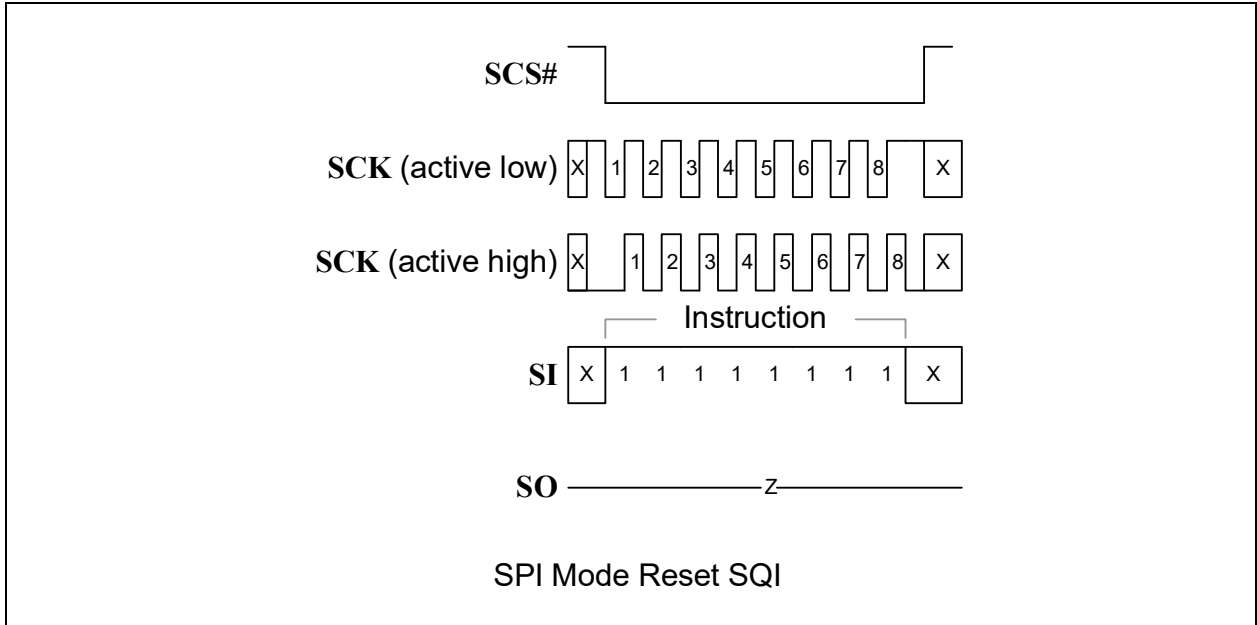 SCS#
SCK (active low) X 1 2 3 4 5 6 7 8 X
SCK (active high) X 1 2 3 4 5 6 7 8 X
Instruction
SI X 1 1 1 1 1 1 1 1 X
SO Z
SPI Mode Reset SQI